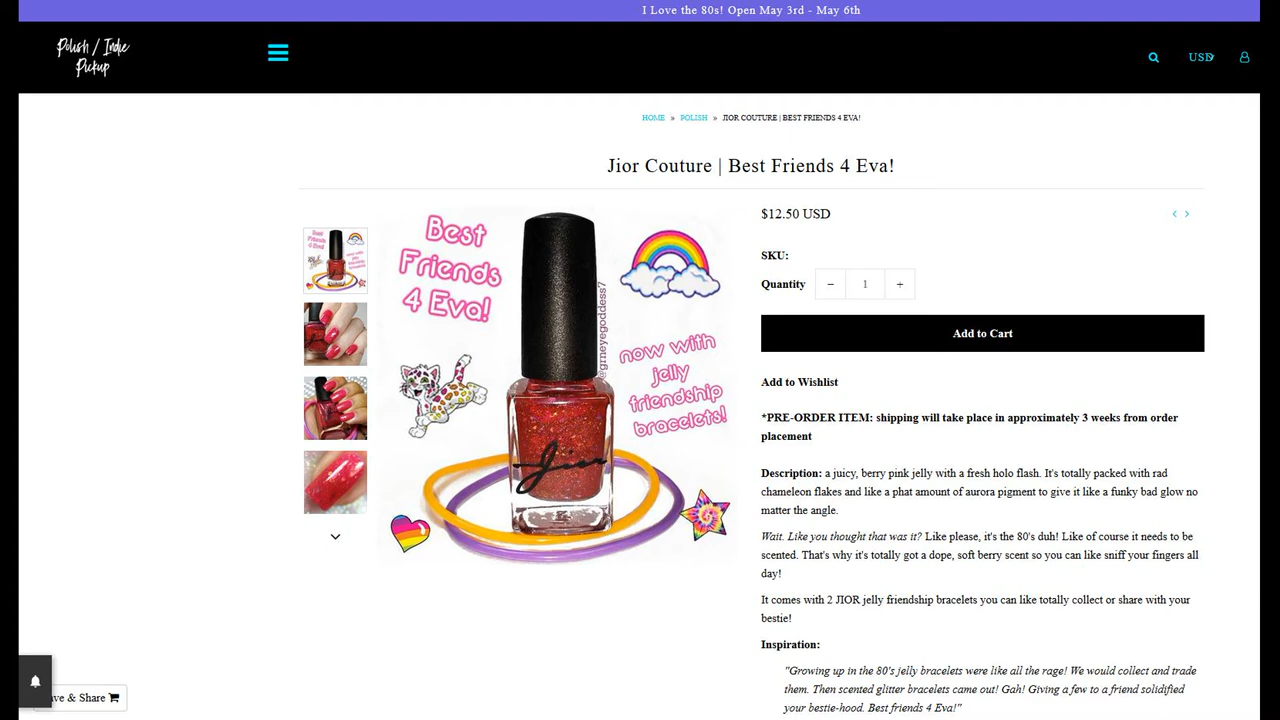 I Love the 80s! Open May 3rd - May 6th
Polish / Indie
Pickup
USD
HOME » POLISH » JIOR COUTURE | BEST FRIENDS 4 EVA!
Jior Couture | Best Friends 4 Eva!
Best
Friends
4 Eva!
@grneyegoddess7
now with
jelly
friendship
bracelets!
Jior
$12.50 USD
SKU:
Quantity
−
1
+
Add to Cart
Add to Wishlist
*PRE-ORDER ITEM: shipping will take place in approximately 3 weeks from order
placement
Description: a juicy, berry pink jelly with a fresh holo flash. It's totally packed with rad
chameleon flakes and like a phat amount of aurora pigment to give it like a funky bad glow no
matter the angle.
Wait. Like you thought that was it? Like please, it's the 80's duh! Like of course it needs to be
scented. That's why it's totally got a dope, soft berry scent so you can like sniff your fingers all
day!
It comes with 2 JIOR jelly friendship bracelets you can like totally collect or share with your
bestie!
Inspiration:
"Growing up in the 80's jelly bracelets were like all the rage! We would collect and trade
them. Then scented glitter bracelets came out! Gah! Giving a few to a friend solidified
your bestie-hood. Best friends 4 Eva!"
& Share